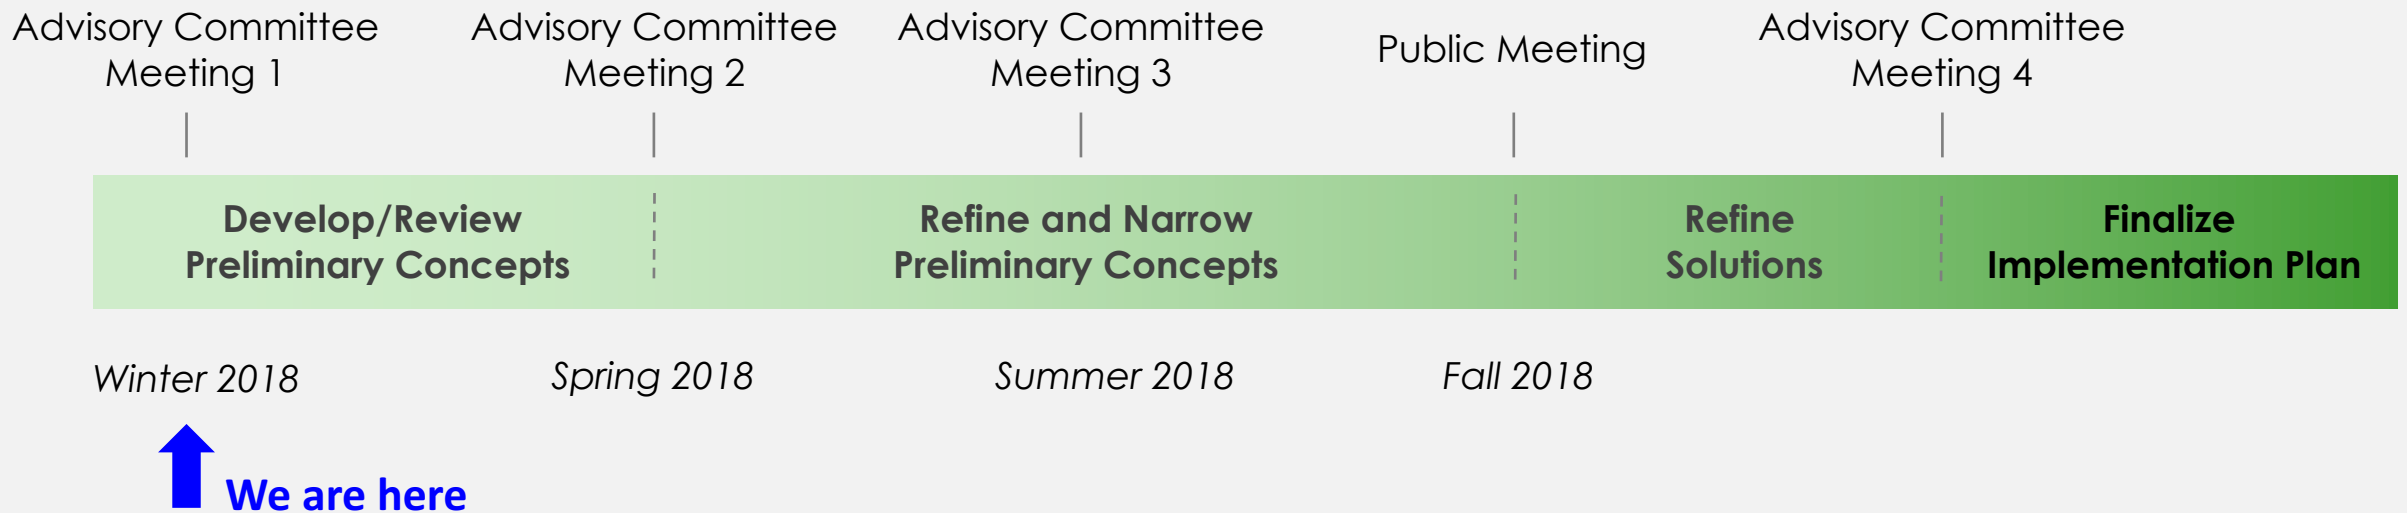 Advisory Committee
Meeting 1
Advisory Committee
Meeting 2
Advisory Committee
Meeting 3
Public Meeting
Advisory Committee
Meeting 4
Develop/Review
Preliminary Concepts
Refine and Narrow
Preliminary Concepts
Refine
Solutions
Finalize
Implementation Plan
Winter 2018
Spring 2018
Summer 2018
Fall 2018
We are here